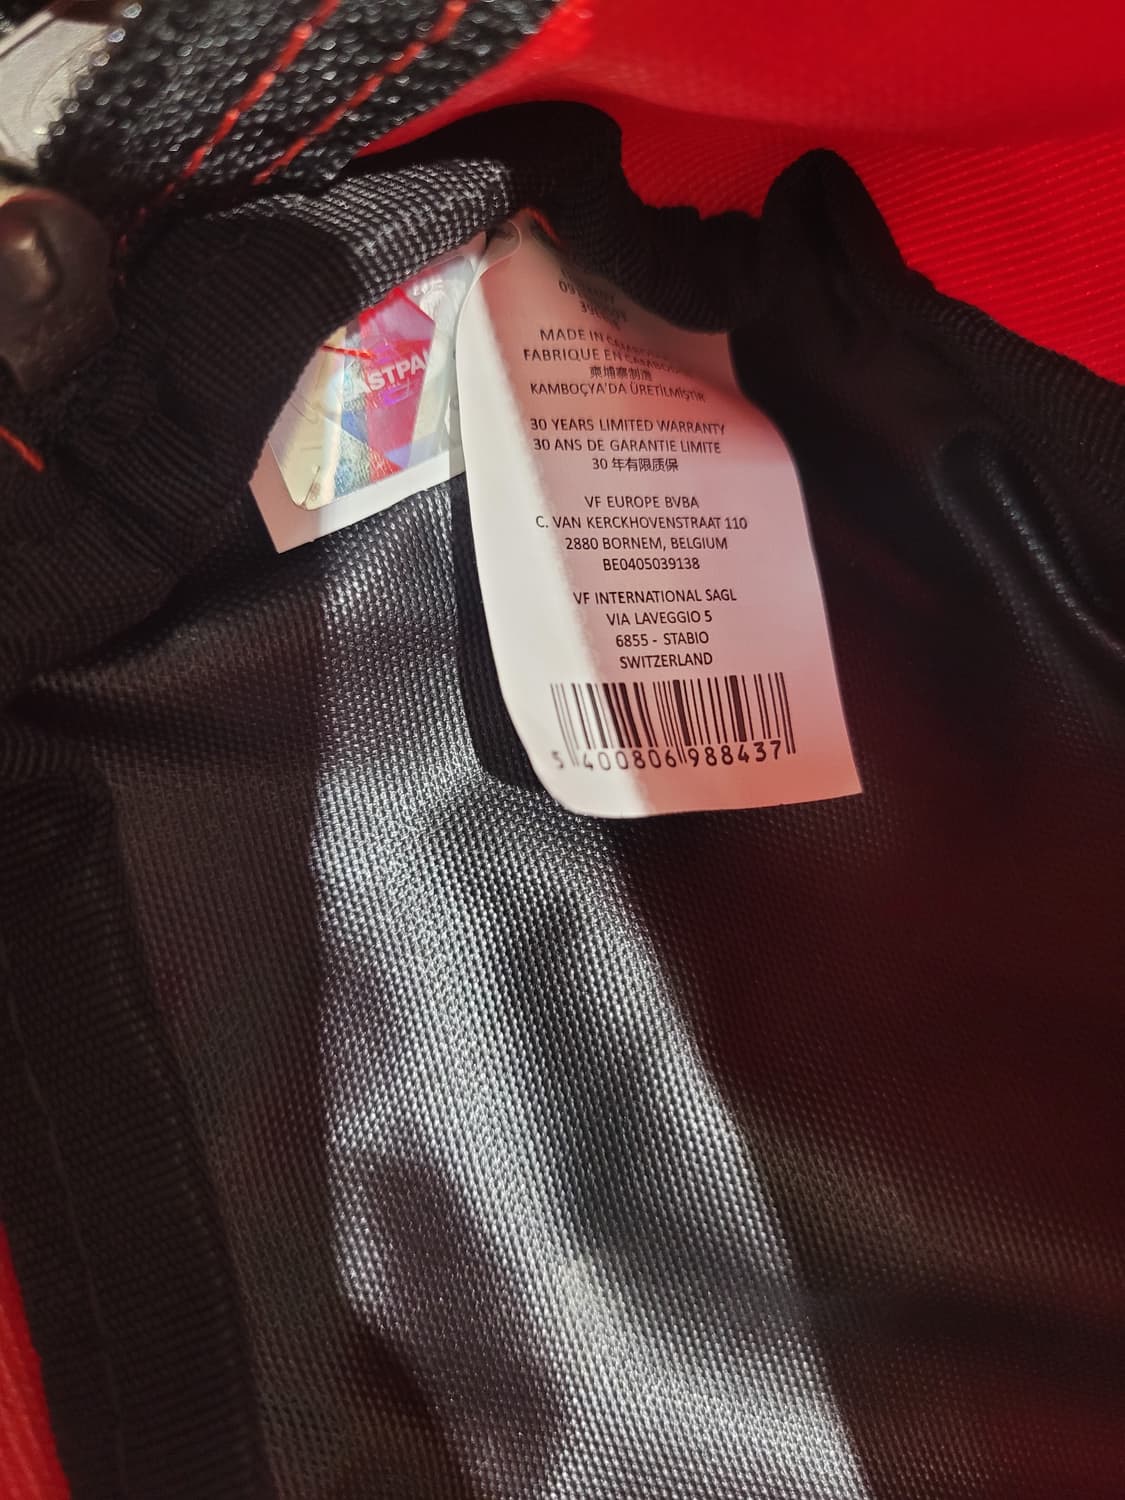 MADE IN CAMBODIA
FABRIQUE EN CAMBODGE
柬埔寨制造
KAMBOÇYA'DA ÜRETİLMİŞTİR
30 YEARS LIMITED WARRANTY
30 ANS DE GARANTIE LIMITE
30 年有限质保
VF EUROPE BVBA
C. VAN KERCKHOVENSTRAAT 110
2880 BORNEM, BELGIUM
BE0405039138
VF INTERNATIONAL SAGL
VIA LAVEGGIO 5
6855 - STABIO
SWITZERLAND
5 400806 988437